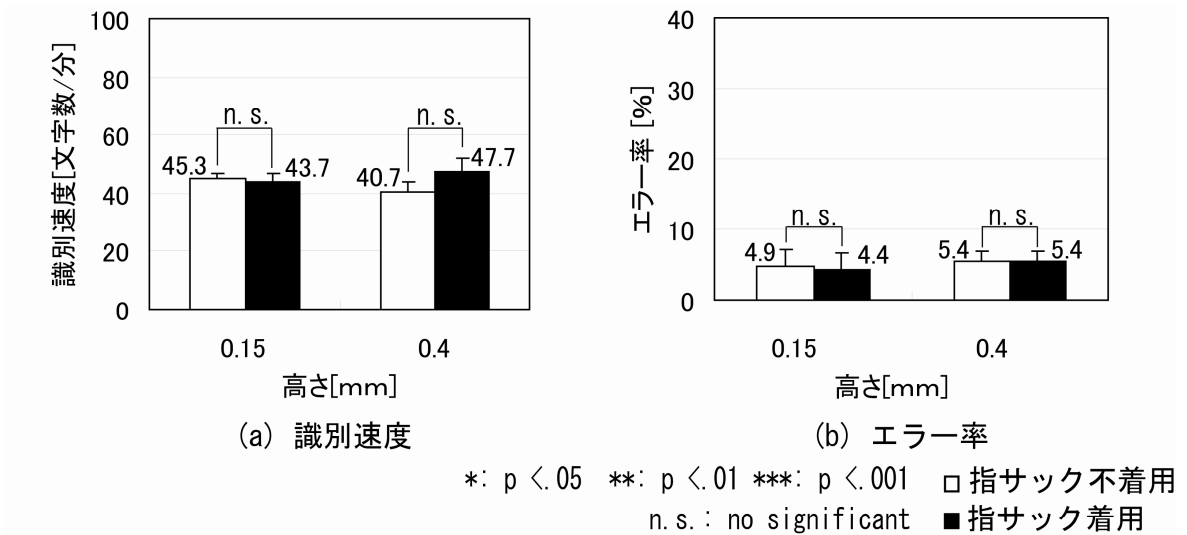 100
80
60
40
20
0
識別速度[文字数/分]
n.s.
n.s.
45.3
43.7
40.7
47.7
0.15
0.4
高さ[mm]
(a) 識別速度
40
30
20
10
0
エラー率 [%]
n.s.
n.s.
4.9
4.4
5.4
5.4
0.15
0.4
高さ[mm]
(b) エラー率
*: p <.05 **: p <.01 ***: p <.001
n.s.: no significant
指サック不着用
指サック着用